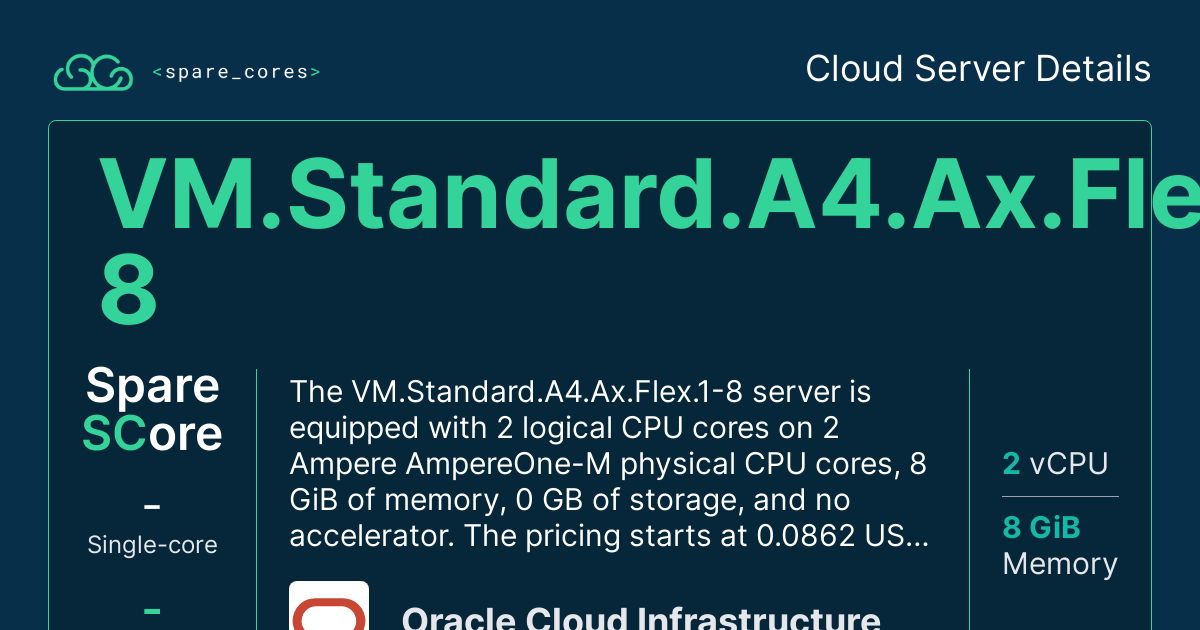 <spare_cores>
Cloud Server Details
VM.Standard.A4.Ax.Fle
8
Spare
SCore
–
Single-core
–
The VM.Standard.A4.Ax.Flex.1-8 server is
equipped with 2 logical CPU cores on 2
Ampere AmpereOne-M physical CPU cores, 8
GiB of memory, 0 GB of storage, and no
accelerator. The pricing starts at 0.0862 US...
Oracle Cloud Infrastructure
2 vCPU
8 GiB
Memory